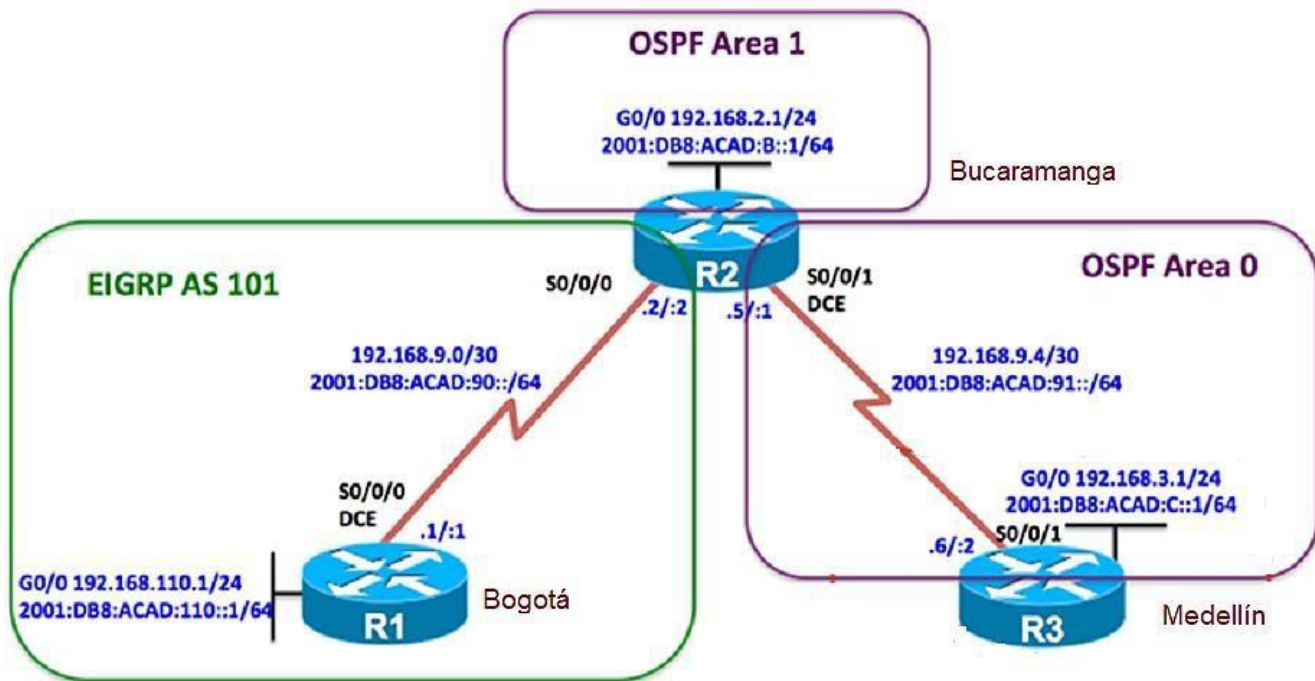 OSPF Area 1
G0/0 192.168.2.1/24
2001:DB8:ACAD:B::1/64
Bucaramanga
EIGRP AS 101
S0/0/0
R2
S0/0/1
DCE
OSPF Area 0
.2/:2
.5/:1
192.168.9.0/30
2001:DB8:ACAD:90::/64
192.168.9.4/30
2001:DB8:ACAD:91::/64
S0/0/0
DCE
.1/:1
G0/0 192.168.3.1/24
2001:DB8:ACAD:C::1/64
.6/:2
S0/0/1
G0/0 192.168.110.1/24
2001:DB8:ACAD:110::1/64
R1
Bogotá
R3
Medellín